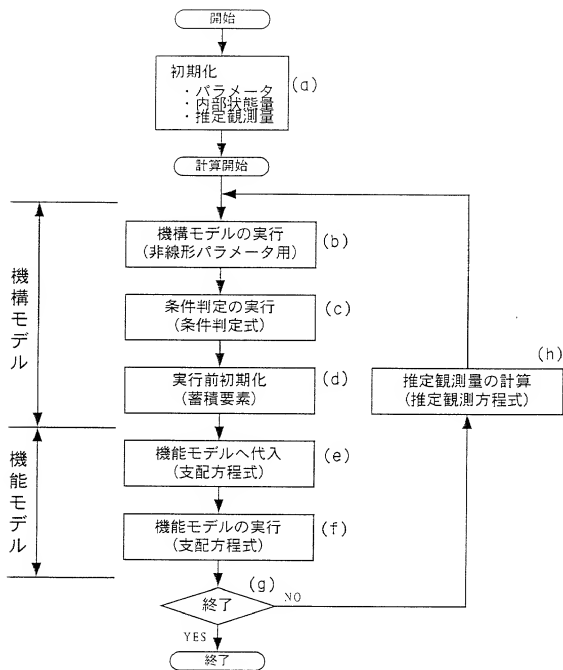 開始
初期化
・パラメータ
・内部状態量
・推定観測量
(a)
計算開始
機構モデル
機構モデルの実行
(非線形パラメータ用)
(b)
条件判定の実行
(条件判定式)
(c)
実行前初期化
(蓄積要素)
(d)
推定観測量の計算
(推定観測方程式)
(h)
機能モデル
機能モデルへ代入
(支配方程式)
(e)
機能モデルの実行
(支配方程式)
(f)
終了
(g)
NO
YES
終了